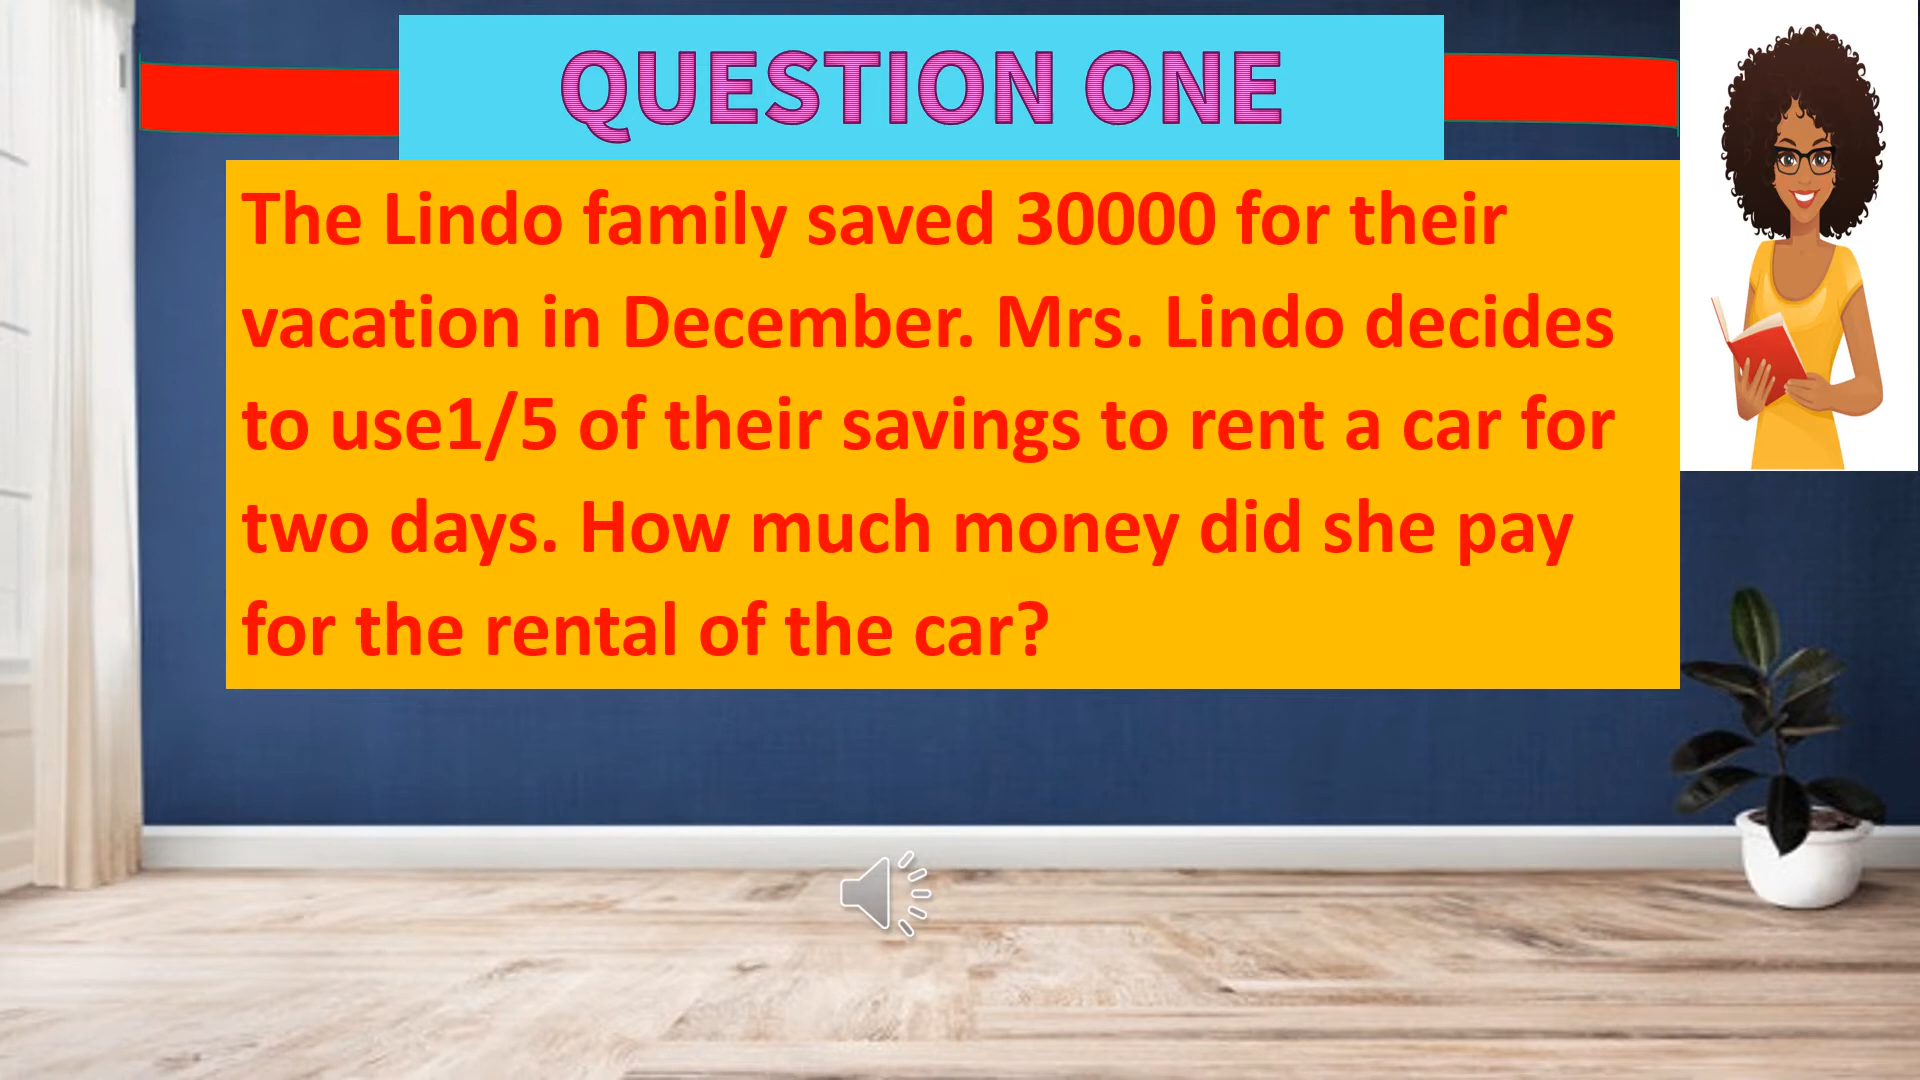 QUESTION ONE
The Lindo family saved 30000 for their
vacation in December. Mrs. Lindo decides
to use1/5 of their savings to rent a car for
two days. How much money did she pay
for the rental of the car?